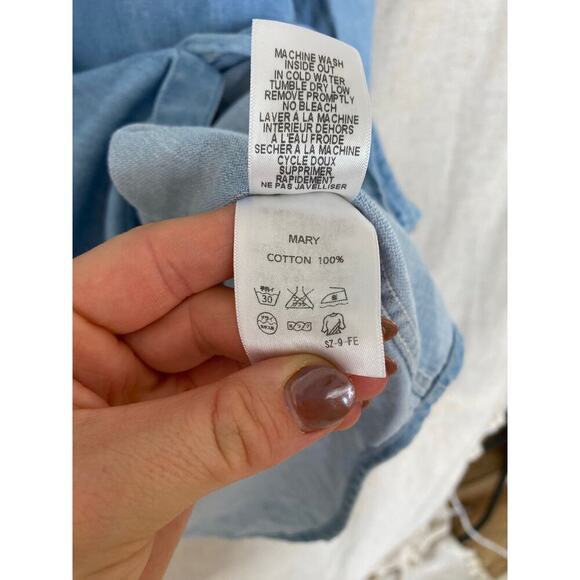 MACHINE WASH
INSIDE OUT
IN COLD WATER
TUMBLE DRY LOW
REMOVE PROMPTLY
NO BLEACH
LAVER À LA MACHINE
INTERIEUR DEHORS
A L'EAU FROIDE
SECHER À LA MACHINE
CYCLE DOUX
SUPPRIMER
RAPIDEMENT
NE PAS JAVELLISER
MARY
COTTON 100%
30
SZ-9-FE